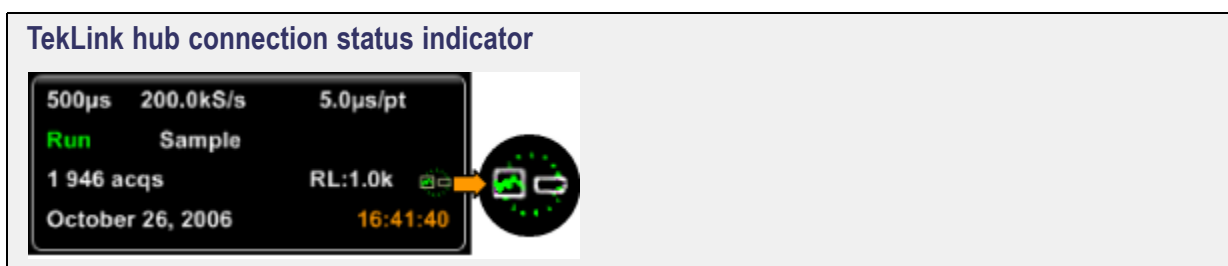 TekLink hub connection status indicator
500µs 200.0kS/s 5.0µs/pt
Run Sample
1 946 acqs RL:1.0k
October 26, 2006 16:41:40